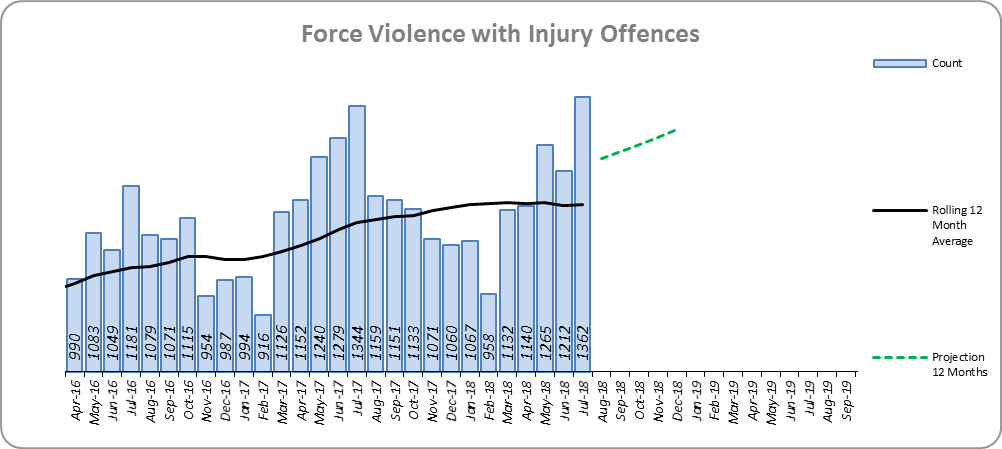 Force Violence with Injury Offences
Count
Rolling 12
Month
Average
Projection
12 Months
990
1083
1049
1181
1079
1071
1115
954
987
994
916
1126
1152
1240
1279
1344
1159
1151
1133
1071
1060
1067
958
1132
1140
1265
1212
1362
Apr-16
May-16
Jun-16
Jul-16
Aug-16
Sep-16
Oct-16
Nov-16
Dec-16
Jan-17
Feb-17
Mar-17
Apr-17
May-17
Jun-17
Jul-17
Aug-17
Sep-17
Oct-17
Nov-17
Dec-17
Jan-18
Feb-18
Mar-18
Apr-18
May-18
Jun-18
Jul-18
Aug-18
Sep-18
Oct-18
Nov-18
Dec-18
Jan-19
Feb-19
Mar-19
Apr-19
May-19
Jun-19
Jul-19
Aug-19
Sep-19